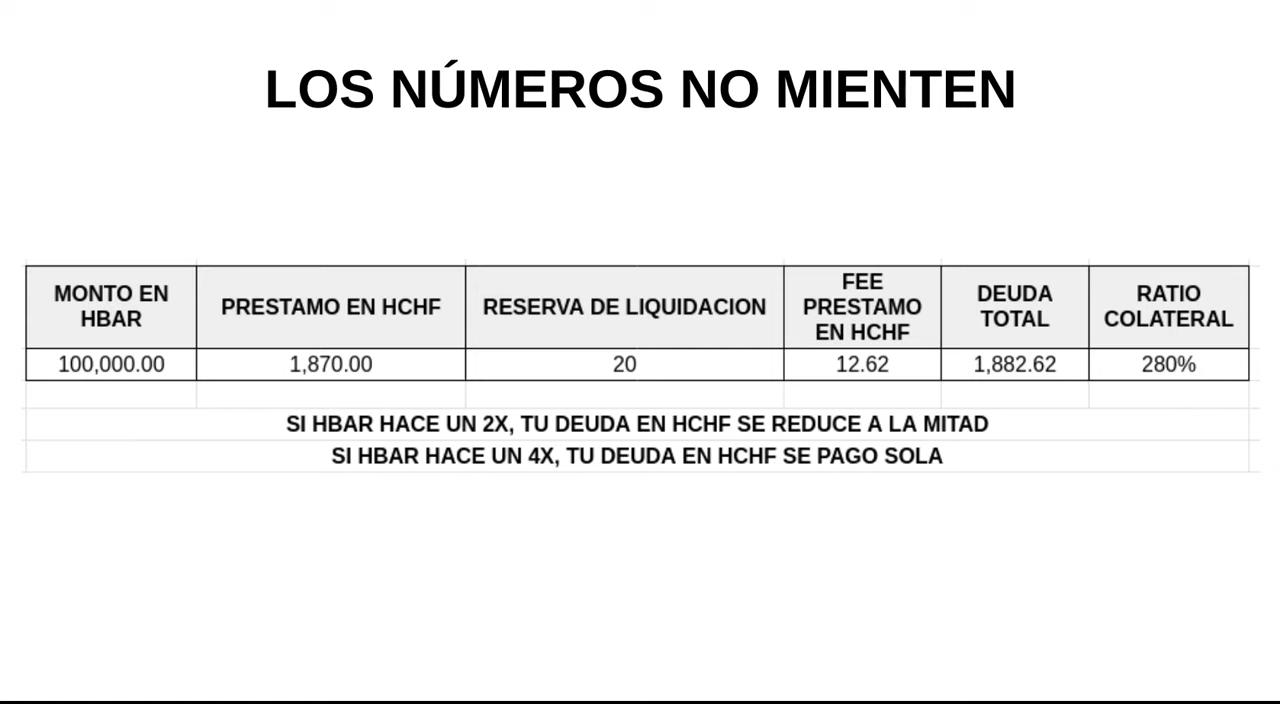 LOS NÚMEROS NO MIENTEN
MONTO EN
HBAR
PRESTAMO EN HCHF
RESERVA DE LIQUIDACION
FEE
PRESTAMO
EN HCHF
DEUDA
TOTAL
RATIO
COLATERAL
100,000.00
1,870.00
20
12.62
1,882.62
280%
SI HBAR HACE UN 2X, TU DEUDA EN HCHF SE REDUCE A LA MITAD
SI HBAR HACE UN 4X, TU DEUDA EN HCHF SE PAGO SOLA